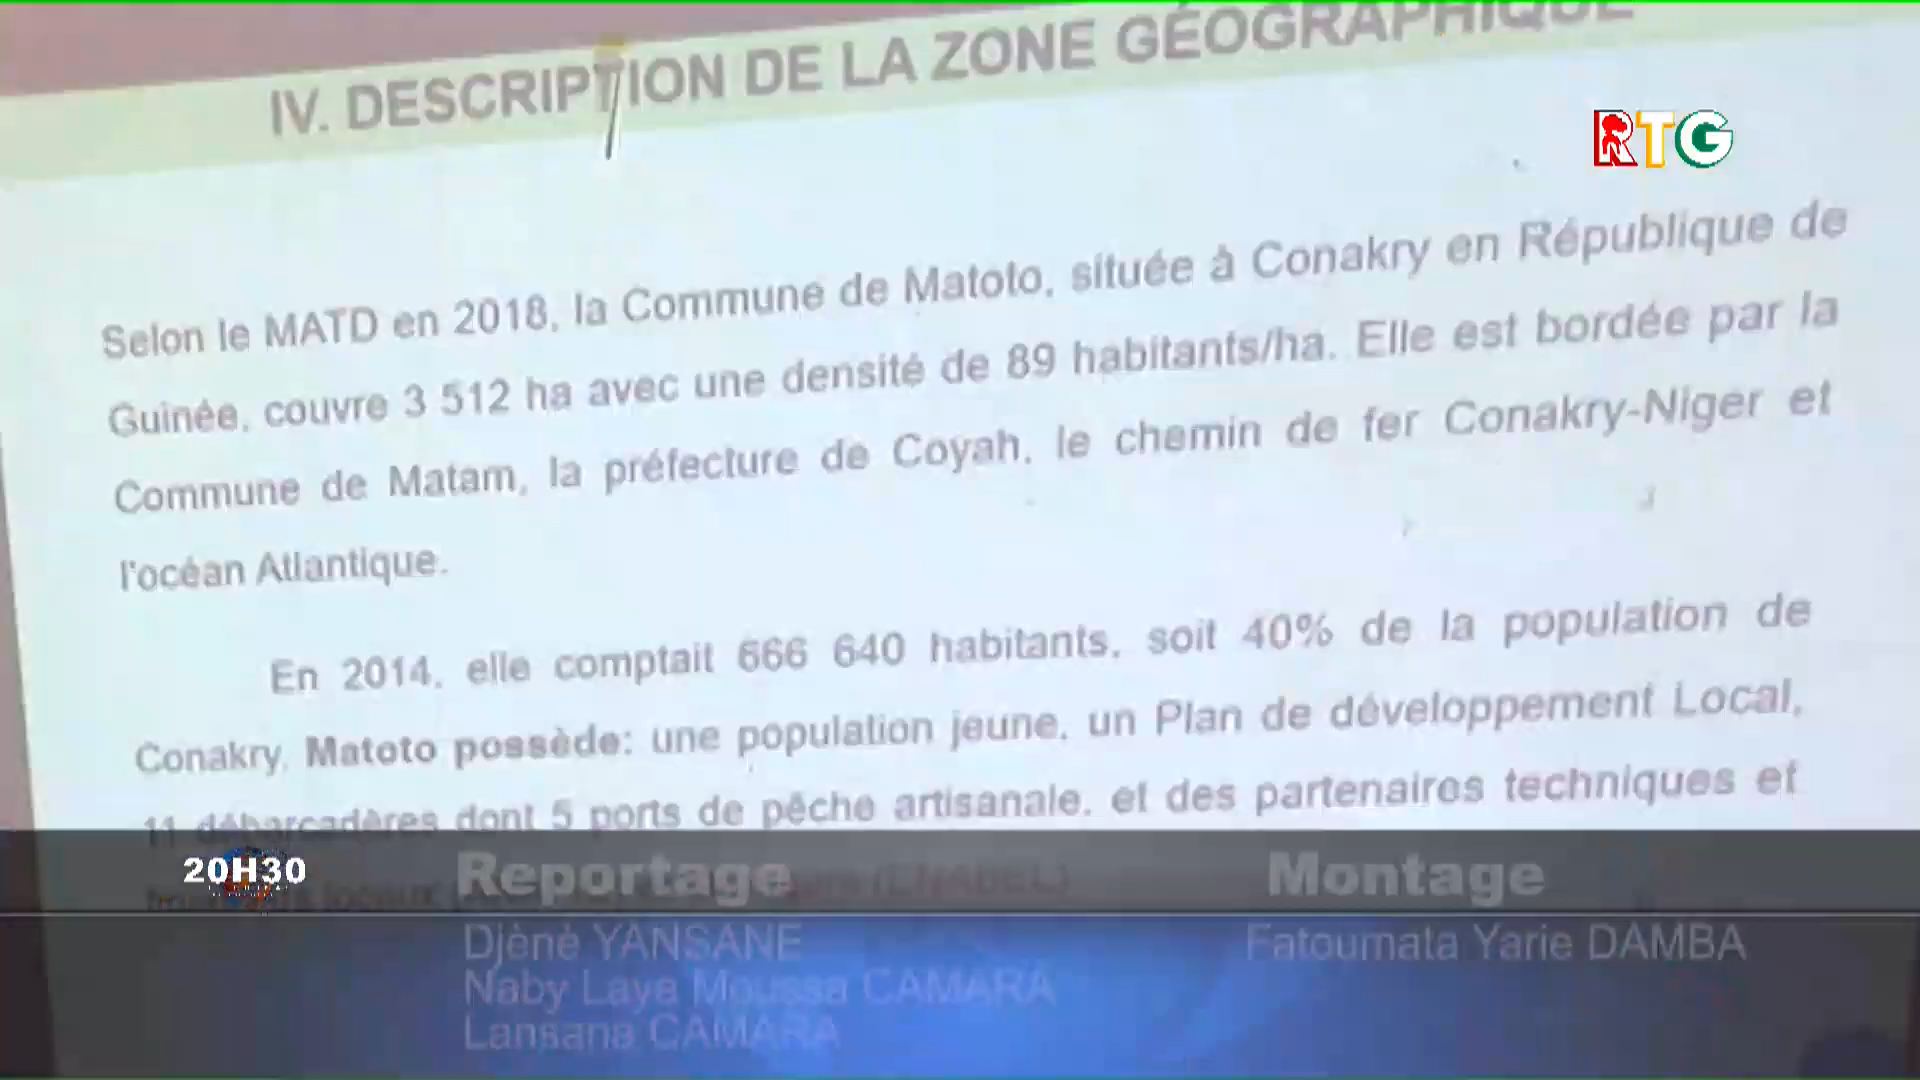 IV. DESCRIPTION DE LA ZONE GÉOGRAPHIQUE
RTG
Selon le MATD en 2018, la Commune de Matoto, située à Conakry en République de
Guinée, couvre 3 512 ha avec une densité de 89 habitants/ha. Elle est bordée par la
Commune de Matam, la préfecture de Coyah, le chemin de fer Conakry-Niger et
l'océan Atlantique.
En 2014, elle comptait 666 640 habitants, soit 40% de la population de
Conakry. Matoto possède: une population jeune, un Plan de développement Local,
11 débarcadères dont 5 ports de pêche artisanale, et des partenaires techniques et
20H30
Reportage
Montage
Djènè YANSANE
Fatoumata Yarie DAMBA
Naby Laye Moussa CAMARA
Lansana CAMARA